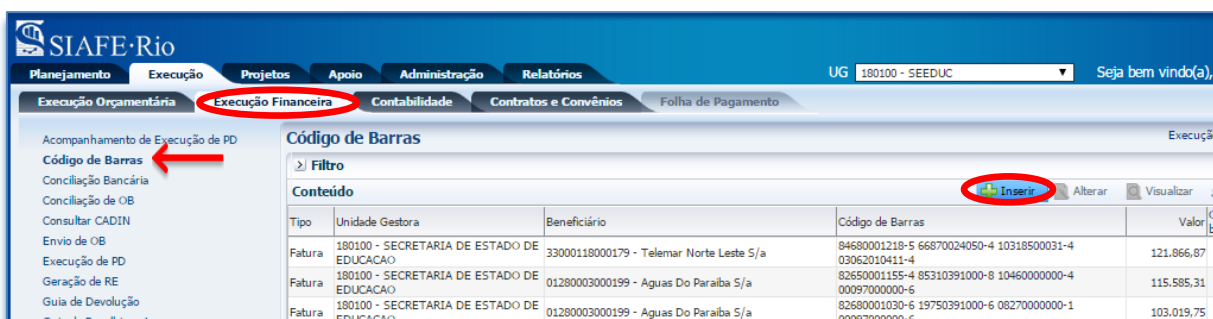 SIAFE·Rio
Planejamento Execução Projetos Apoio Administração Relatórios UG 180100 - SEEDUC Seja bem vindo(a),
Execução Orçamentária Execução Financeira Contabilidade Contratos e Convênios Folha de Pagamento
Acompanhamento de Execução de PD
Código de Barras
Conciliação Bancária
Conciliação de OB
Consultar CADIN
Envio de OB
Execução de PD
Geração de RE
Guia de Devolução
Código de Barras
Filtro
Conteúdo Inserir Alterar Visualizar
Tipo Unidade Gestora Beneficiário Código de Barras Valor
Fatura 180100 - SECRETARIA DE ESTADO DE EDUCACAO 33000118000179 - Telemar Norte Leste S/a 84680001218-5 66870024050-4 10318500031-4 03062010411-4 121.866,87
Fatura 180100 - SECRETARIA DE ESTADO DE EDUCACAO 01280003000199 - Aguas Do Paraiba S/a 82650001155-4 85310391000-8 10460000000-4 00097000000-6 115.585,31
Fatura 180100 - SECRETARIA DE ESTADO DE EDUCACAO 01280003000199 - Aguas Do Paraiba S/a 82680001030-6 19750391000-6 08270000000-1 103.019,75